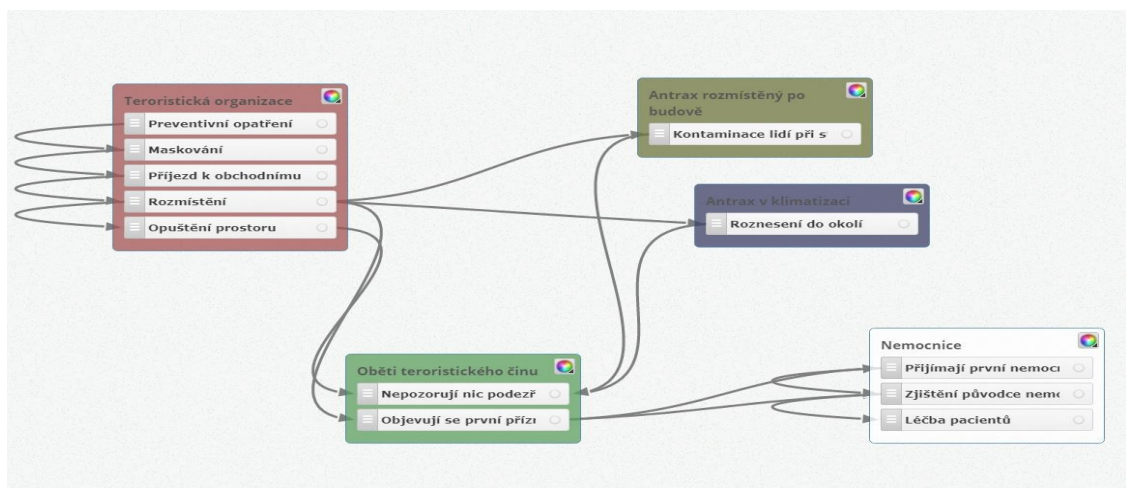 Teroristická organizace
Preventivní opatření
Maskování
Příjezd k obchodnímu
Rozmístění
Opuštění prostoru
Antrax rozmístěný po
budově
Kontaminace lidí při s
Antrax v klimatizaci
Roznesení do okolí
Oběti teroristického činu
Nepozorují nic podezř
Objevují se první přízı
Nemocnice
Přijímají první nemocı
Zjištění původce nem
Léčba pacientů